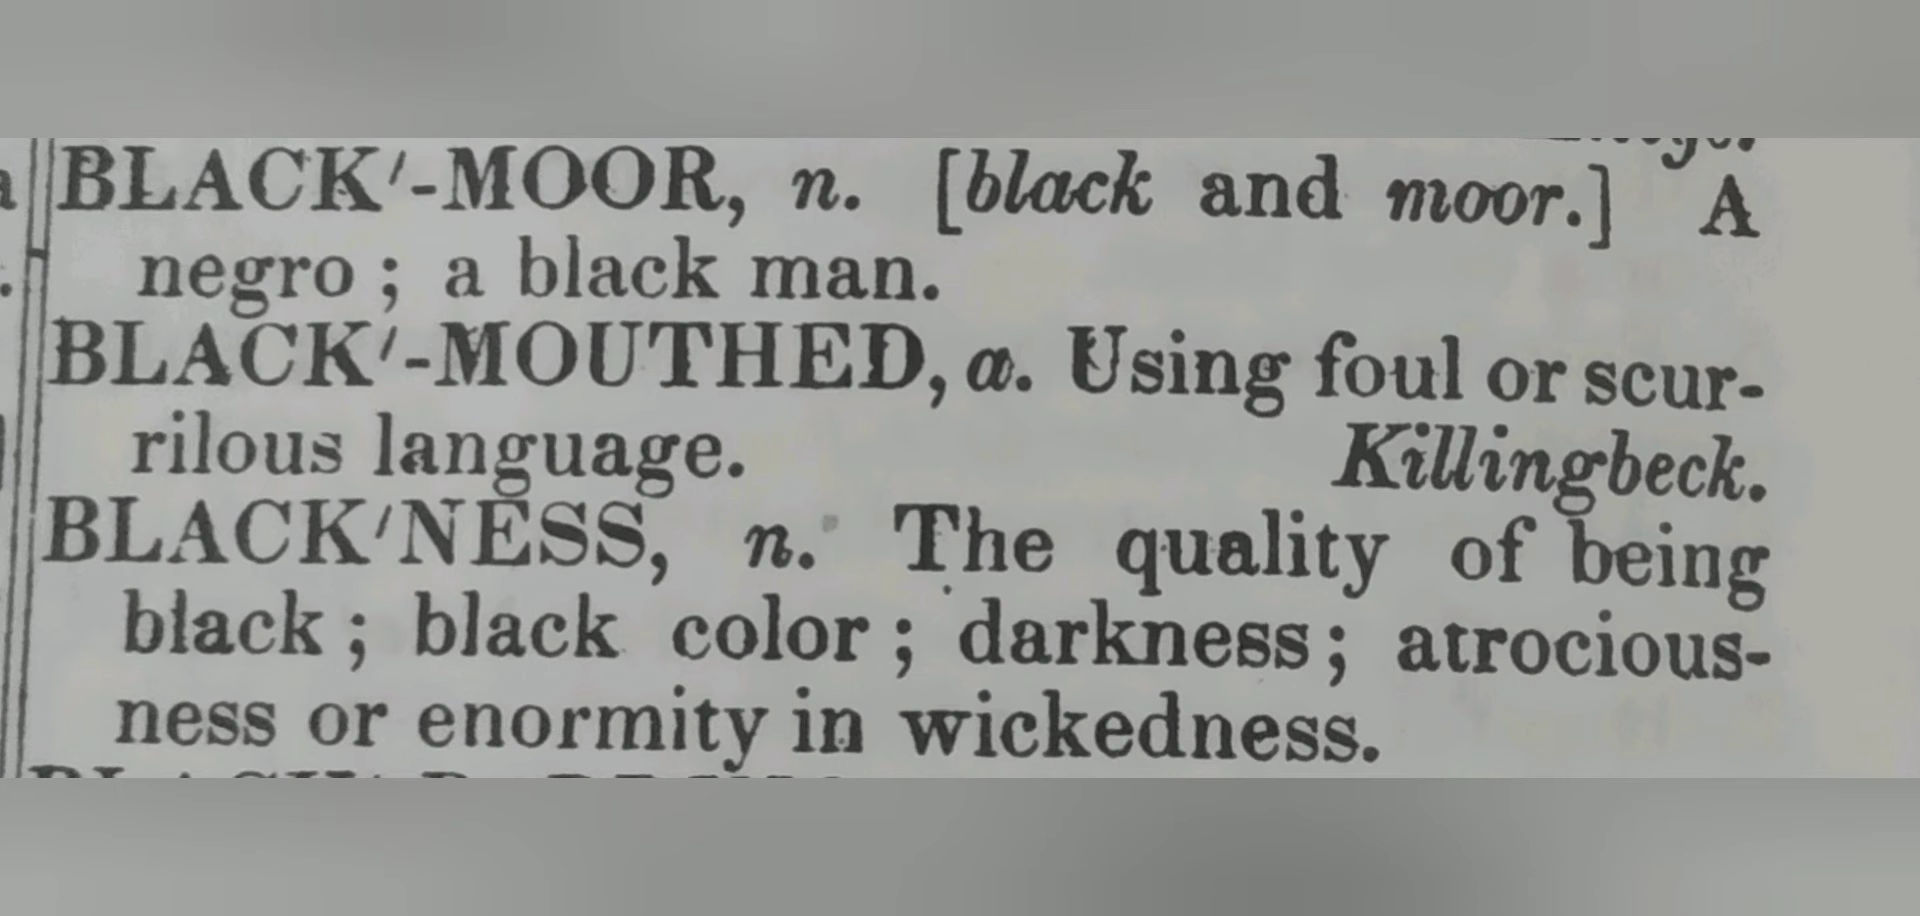 BLACK'-MOOR, n. [black and moor.] A
negro ; a black man.
BLACK'-MOUTHED, a. Using foul or scur-
rilous language. Killingbeck.
BLACK'NESS, n. The quality of being
black ; black color ; darkness ; atrocious-
ness or enormity in wickedness.